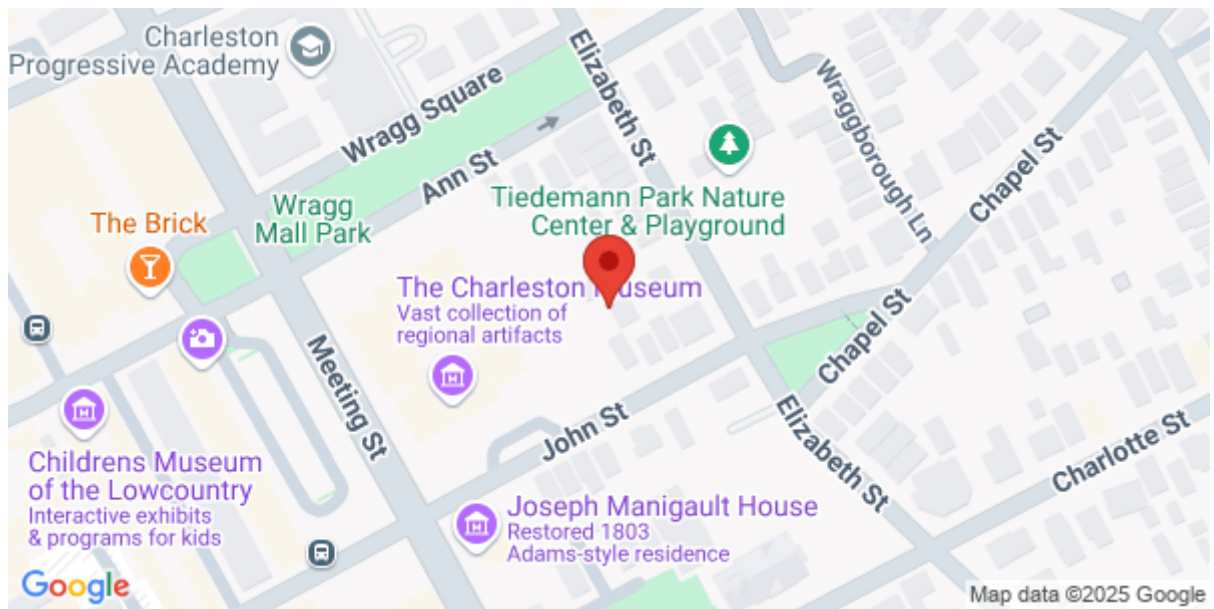 Charleston
Progressive Academy
Wragg Square
Elizabeth St
Wraggborough Ln
Chapel St
Ann St
Tiedemann Park Nature
Center & Playground
Wragg
Mall Park
The Brick
The Charleston Museum
Vast collection of
regional artifacts
Meeting St
Chapel St
John St
Elizabeth St
Charlotte St
Childrens Museum
of the Lowcountry
Interactive exhibits
& programs for kids
Joseph Manigault House
Restored 1803
Adams-style residence
Google
Map data ©2025 Google